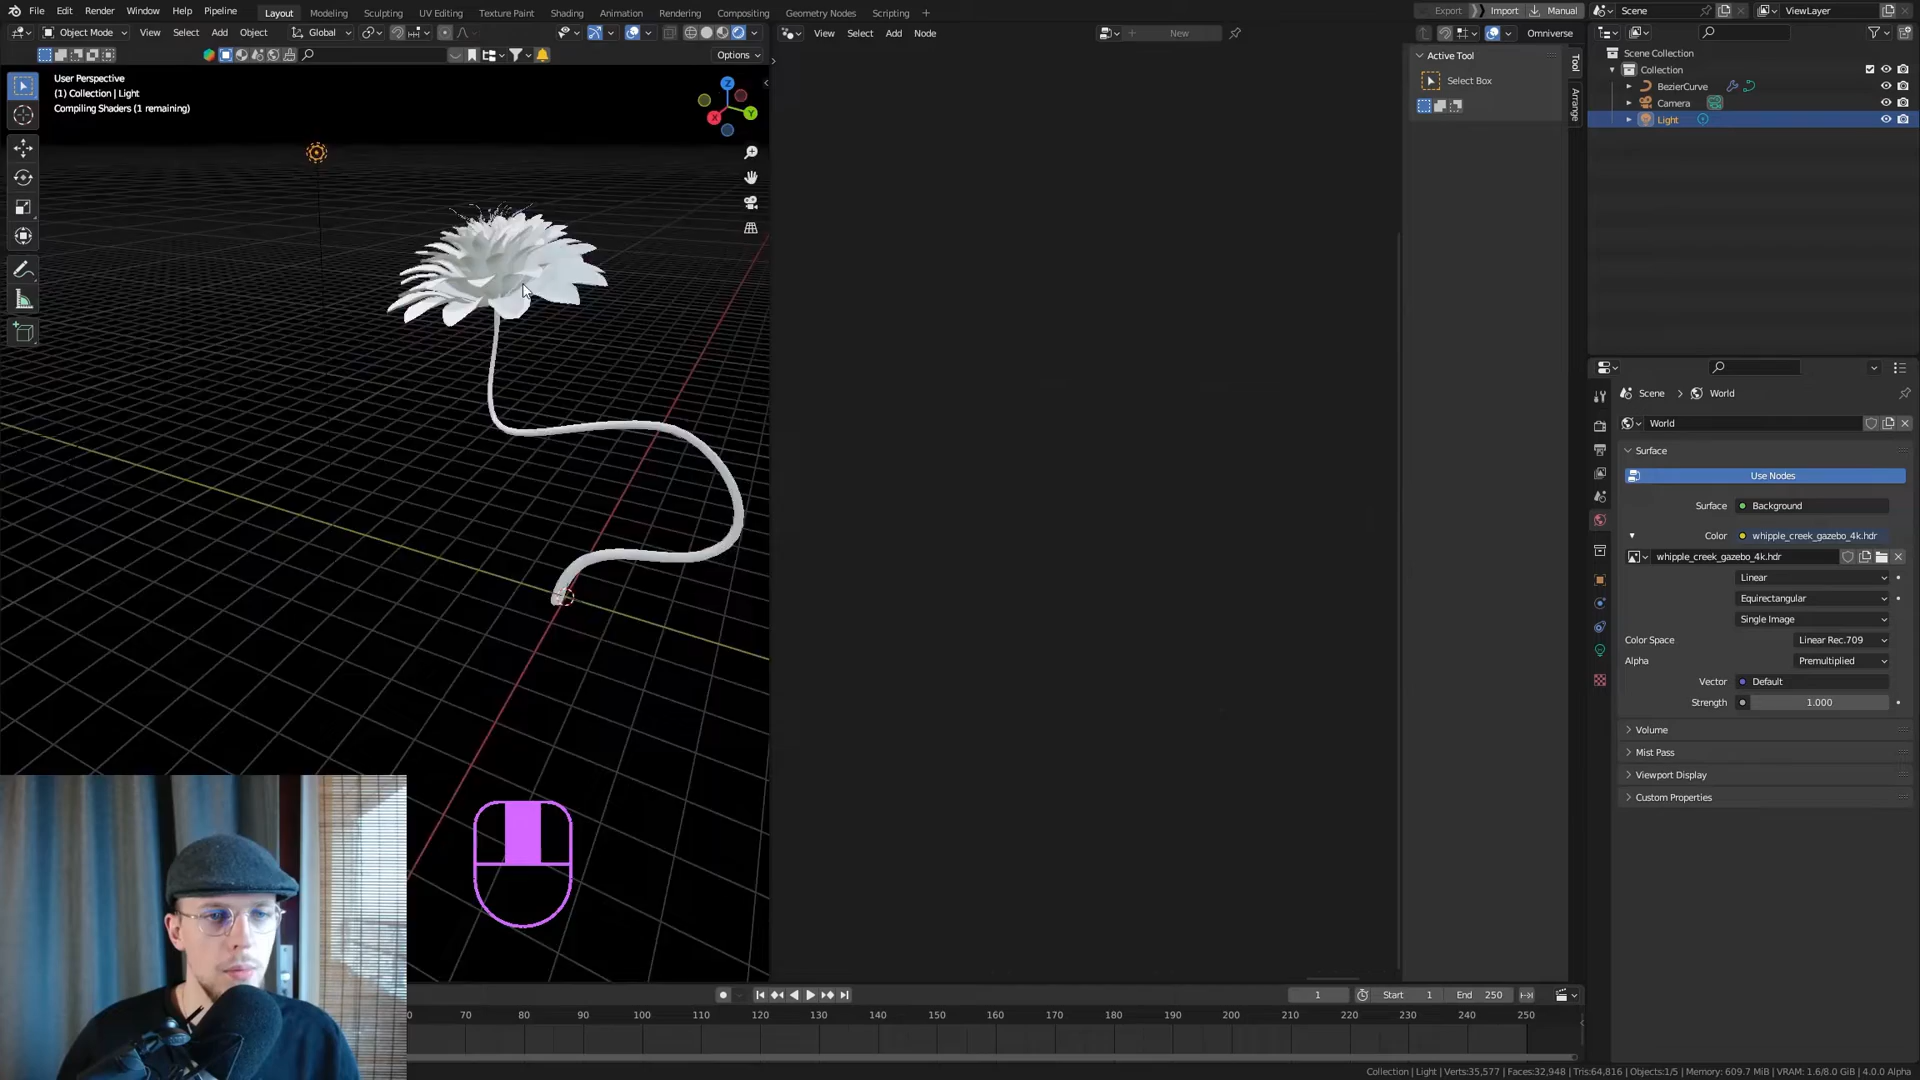 File Edit Render Window Help Pipeline
Layout Modeling Sculpting UV Editing Texture Paint Shading Animation Rendering Compositing Geometry Nodes Scripting +
Export Import Manual
Scene
ViewLayer
Object Mode View Select Add Object
Global
View Select Add Node
New
Omniverse
Options
User Perspective
(1) Collection | Light
Compiling Shaders (1 remaining)
Z
Y
X
Active Tool
Select Box
Tool
Arrange
Scene Collection
Collection
BezierCurve
Camera
Light
Scene > World
World
Surface
Use Nodes
Surface Background
Color whipple_creek_gazebo_4k.hdr
whipple_creek_gazebo_4k.hdr
Linear
Equirectangular
Single Image
Color Space Linear Rec.709
Alpha Premultiplied
Vector Default
Strength 1.000
Volume
Mist Pass
Viewport Display
Custom Properties
1 Start 1 End 250
70 80 90 100 110 120 130 140 150 160 170 180 190 200 210 220 230 240 250
Collection | Light | Verts:35,577 | Faces:32,948 | Tris:64,816 | Objects:1/5 | Memory: 609.7 MiB | VRAM: 1.6/8.0 GiB | 4.0.0 Alpha